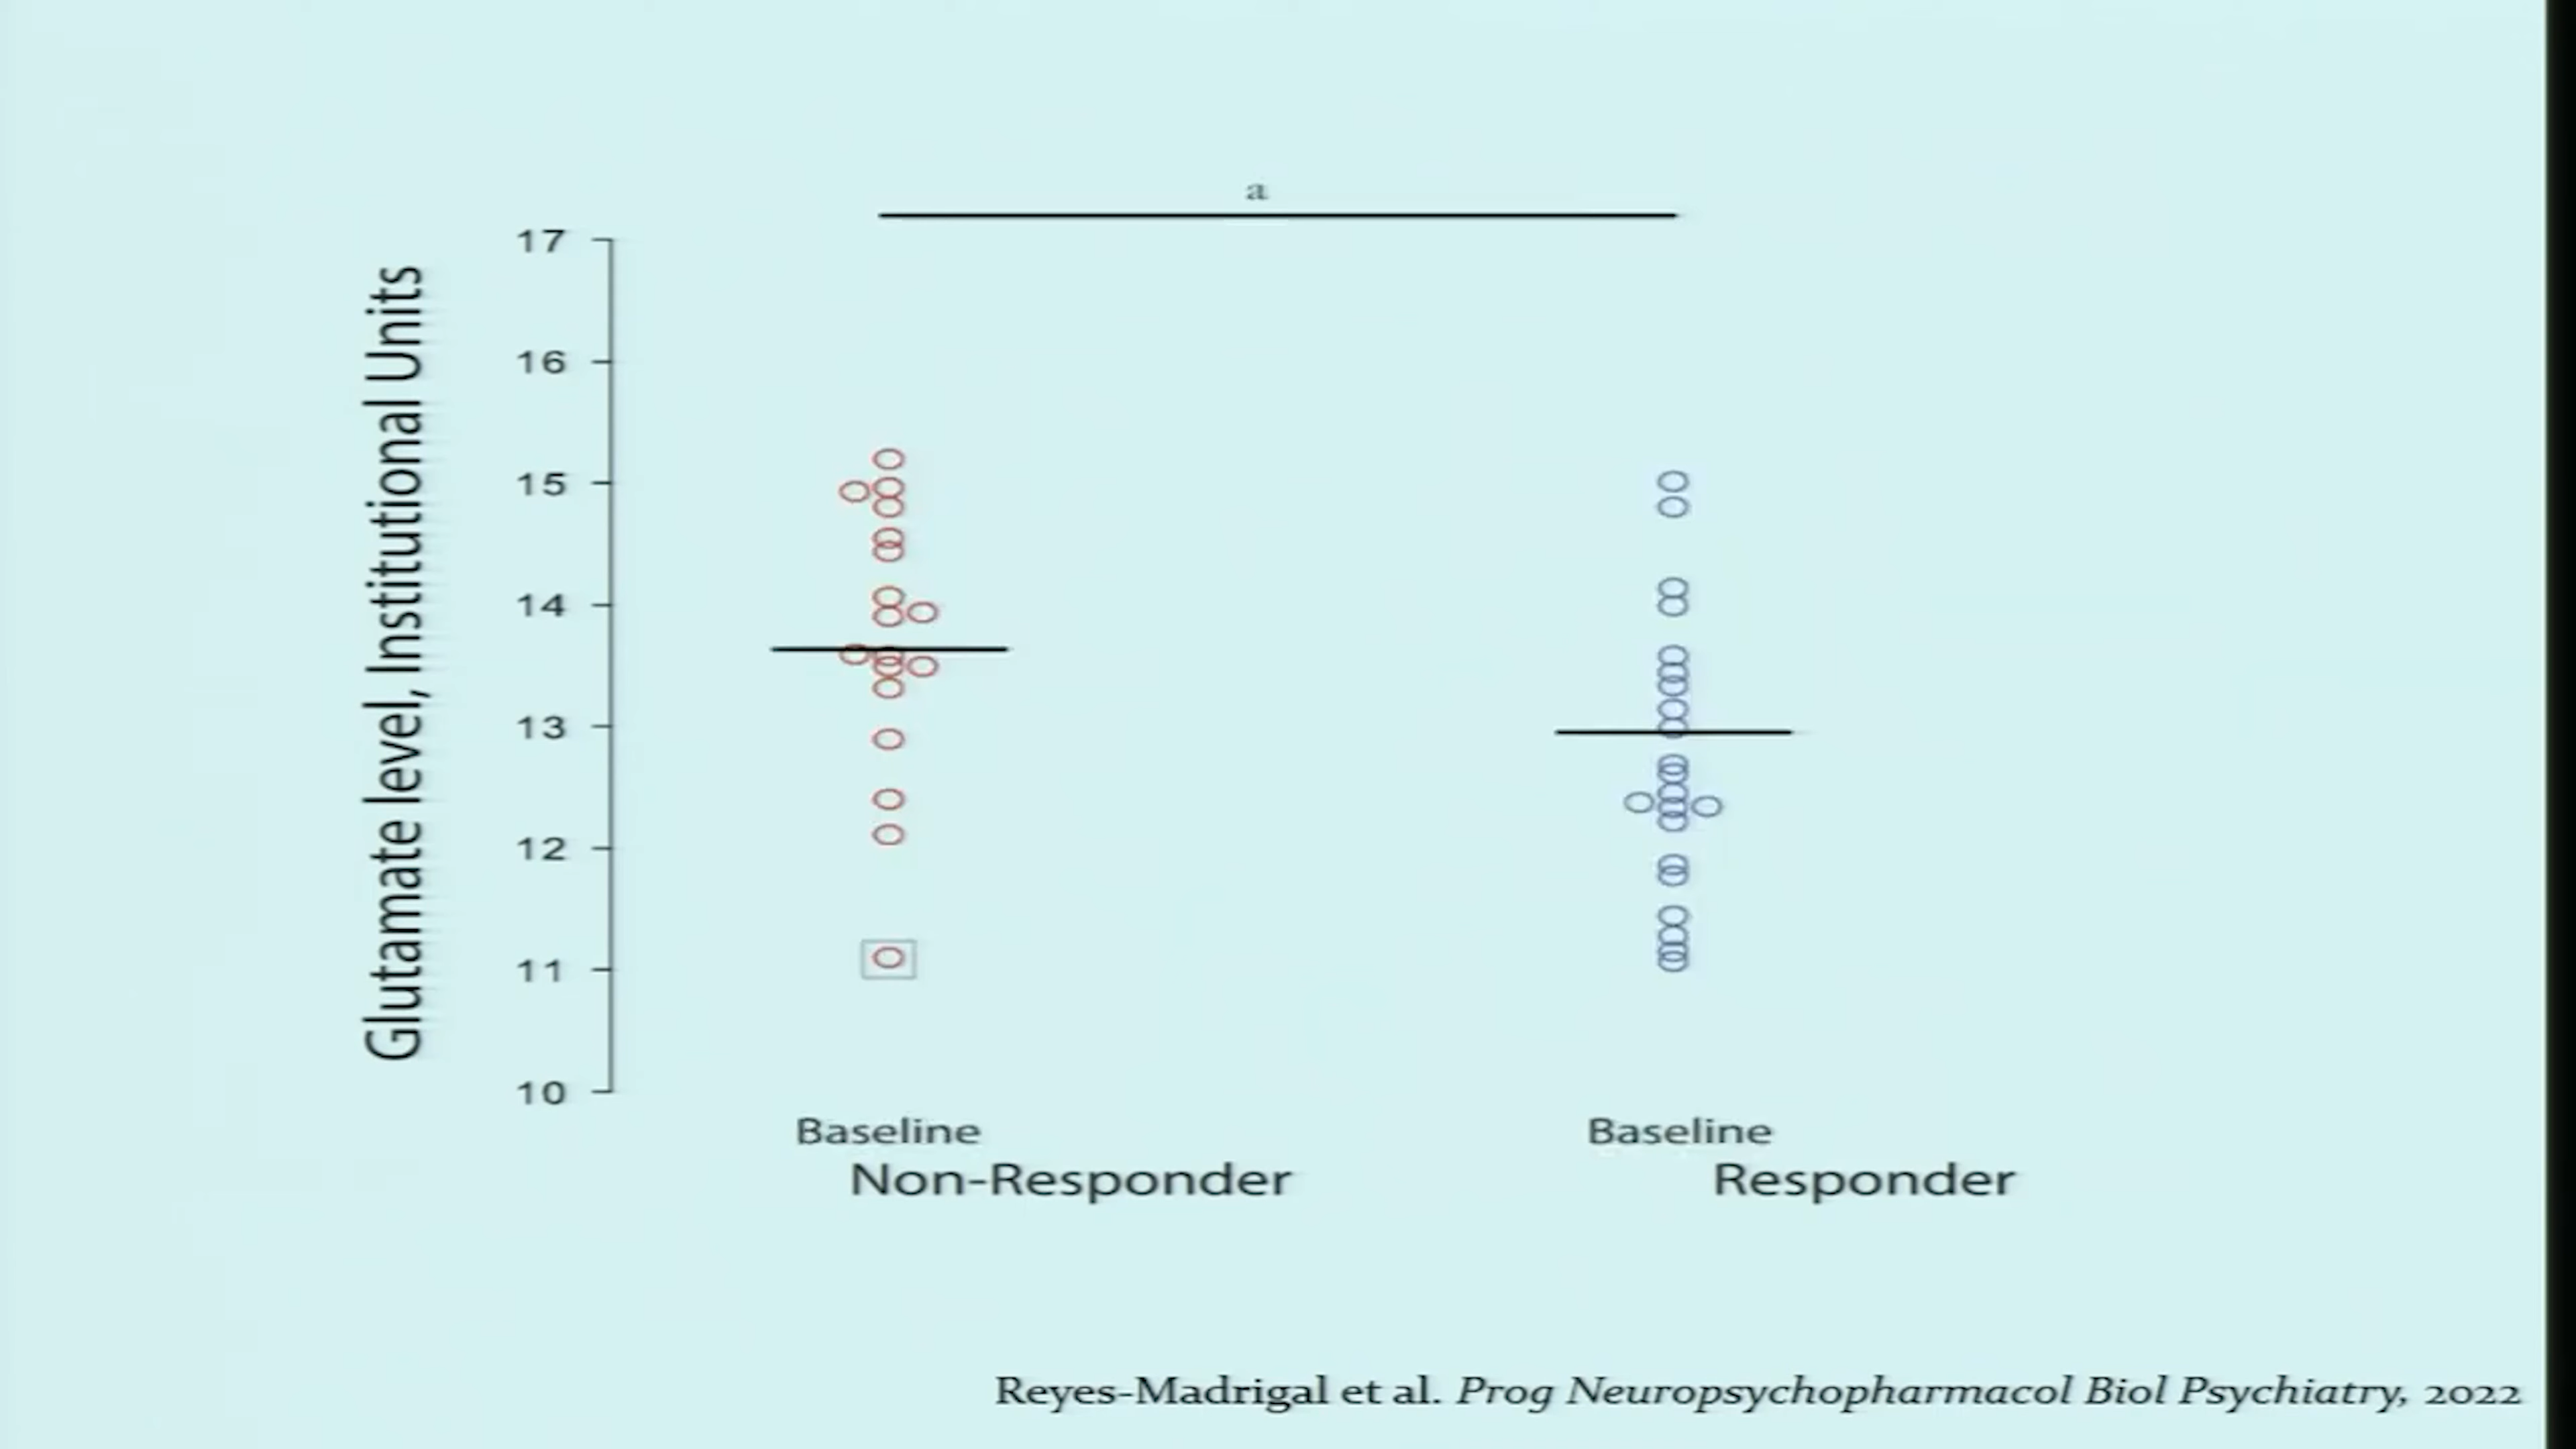 a
Glutamate level, Institutional Units
17
16
15
14
13
12
11
10
Baseline
Baseline
Non-Responder
Responder
Reyes-Madrigal et al. Prog Neuropsychopharmacol Biol Psychiatry, 2022